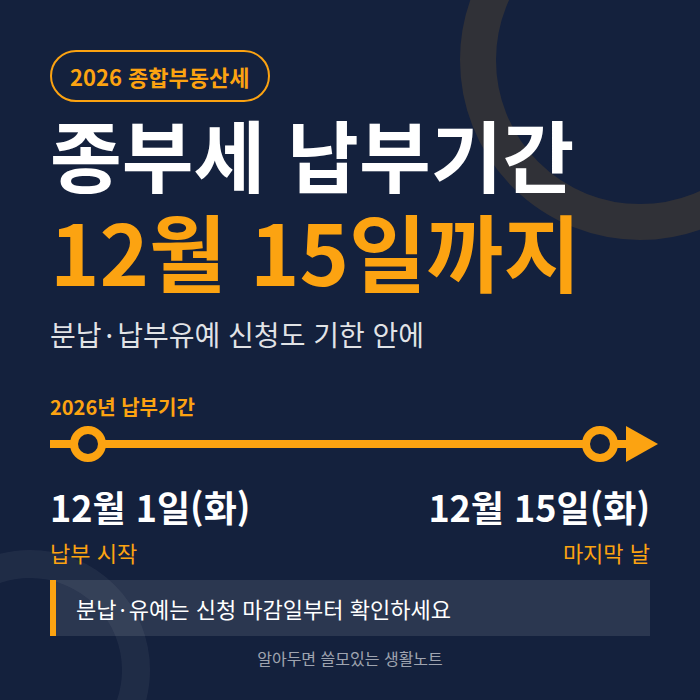 2026 종합부동산세
종부세 납부기간
12월 15일까지
분납·납부유예 신청도 기한 안에
2026년 납부기간
12월 1일(화)
12월 15일(화)
납부 시작
마지막 날
분납·유예는 신청 마감일부터 확인하세요
알아두면 쓸모있는 생활노트